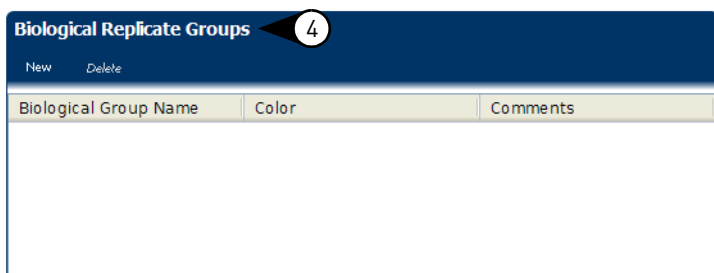 Biological Replicate Groups 4
New Delete
Biological Group Name Color Comments